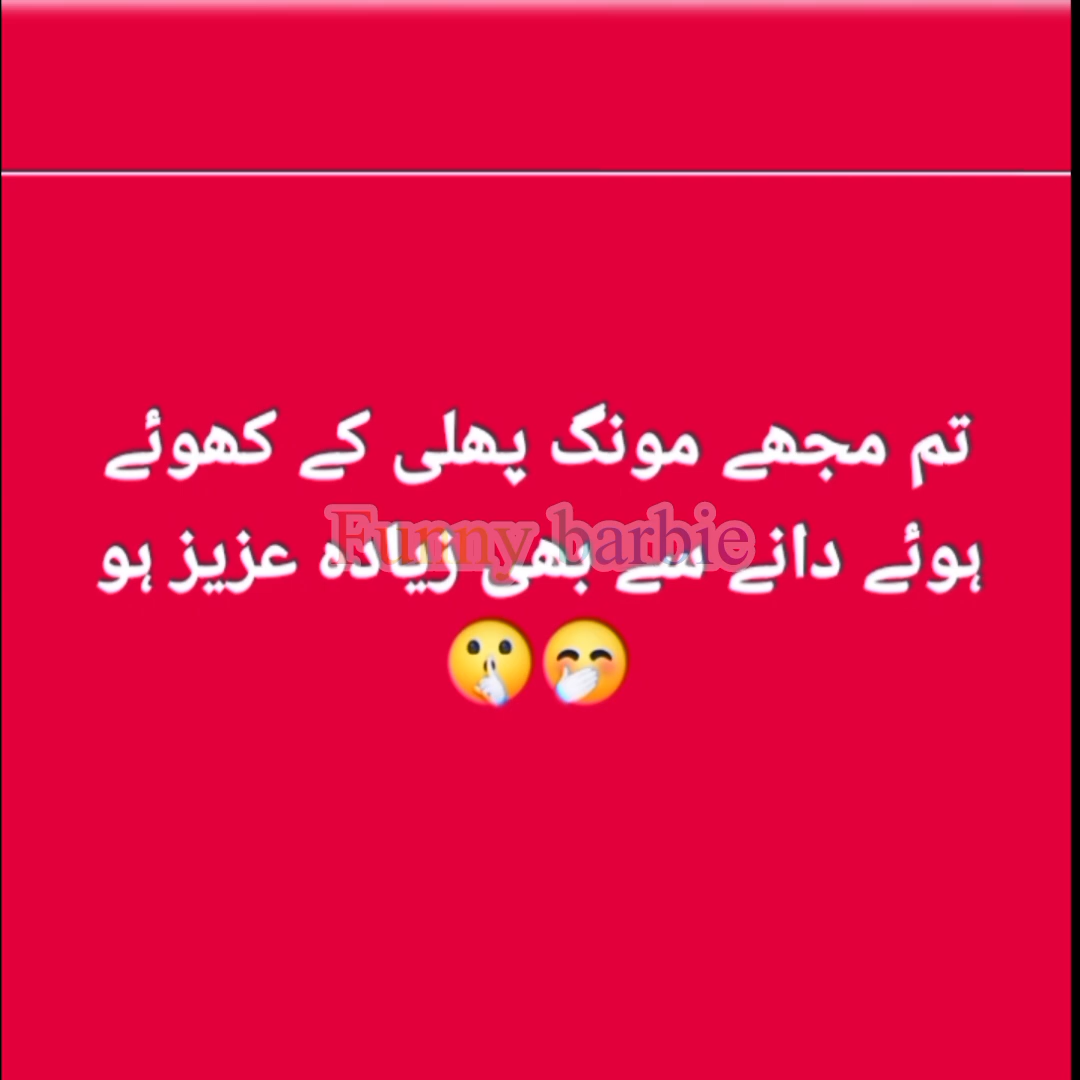 تم مجھے مونگ پھلی کے کھوئے
ہوئے دانے سے بھی زیادہ عزیز ہو
Funny barbie
🤭🤫